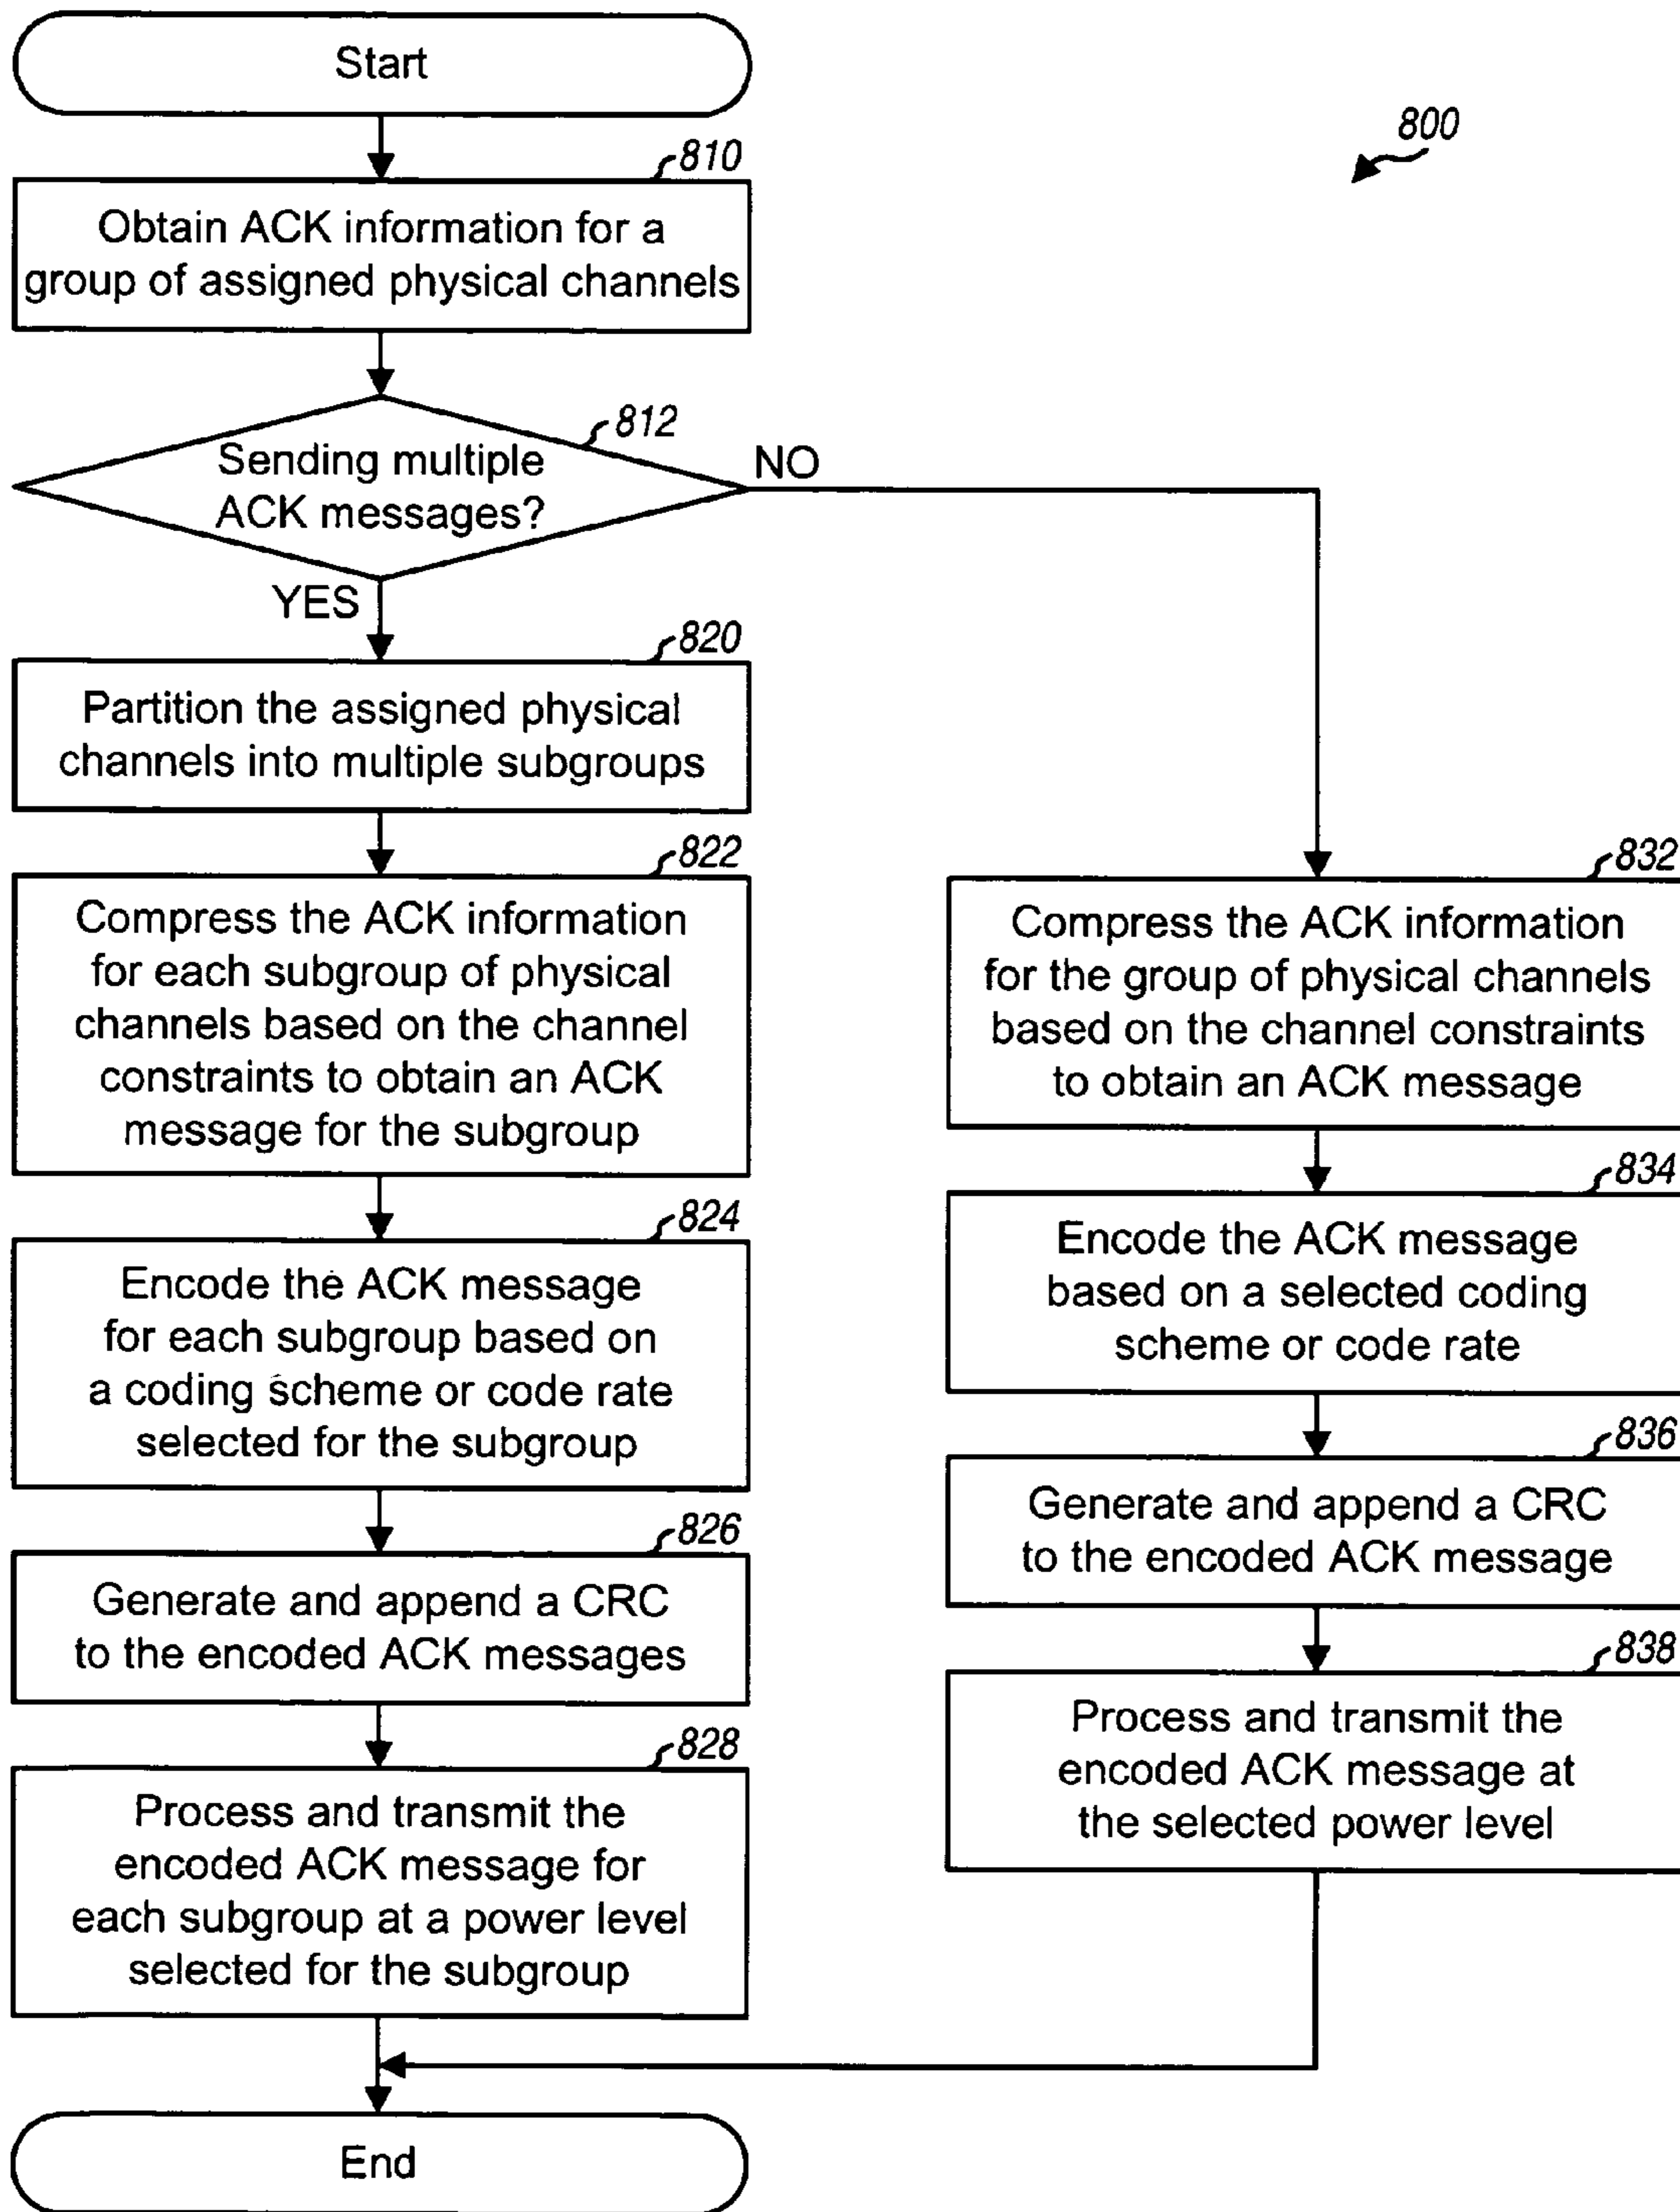 Start
800
810
Obtain ACK information for a
group of assigned physical channels
812
Sending multiple
ACK messages?
NO
YES
820
Partition the assigned physical
channels into multiple subgroups
822
Compress the ACK information
for each subgroup of physical
channels based on the channel
constraints to obtain an ACK
message for the subgroup
824
Encode the ACK message
for each subgroup based on
a coding scheme or code rate
selected for the subgroup
826
Generate and append a CRC
to the encoded ACK messages
828
Process and transmit the
encoded ACK message for
each subgroup at a power level
selected for the subgroup
832
Compress the ACK information
for the group of physical channels
based on the channel constraints
to obtain an ACK message
834
Encode the ACK message
based on a selected coding
scheme or code rate
836
Generate and append a CRC
to the encoded ACK message
838
Process and transmit the
encoded ACK message at
the selected power level
End